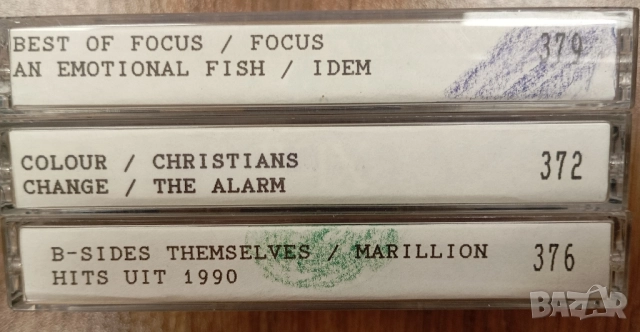 BEST OF FOCUS / FOCUS 379
AN EMOTIONAL FISH / IDEM
COLOUR / CHRISTIANS 372
CHANGE / THE ALARM
B-SIDES THEMSELVES / MARILLION 376
HITS UIT 1990
BAZAR.BG